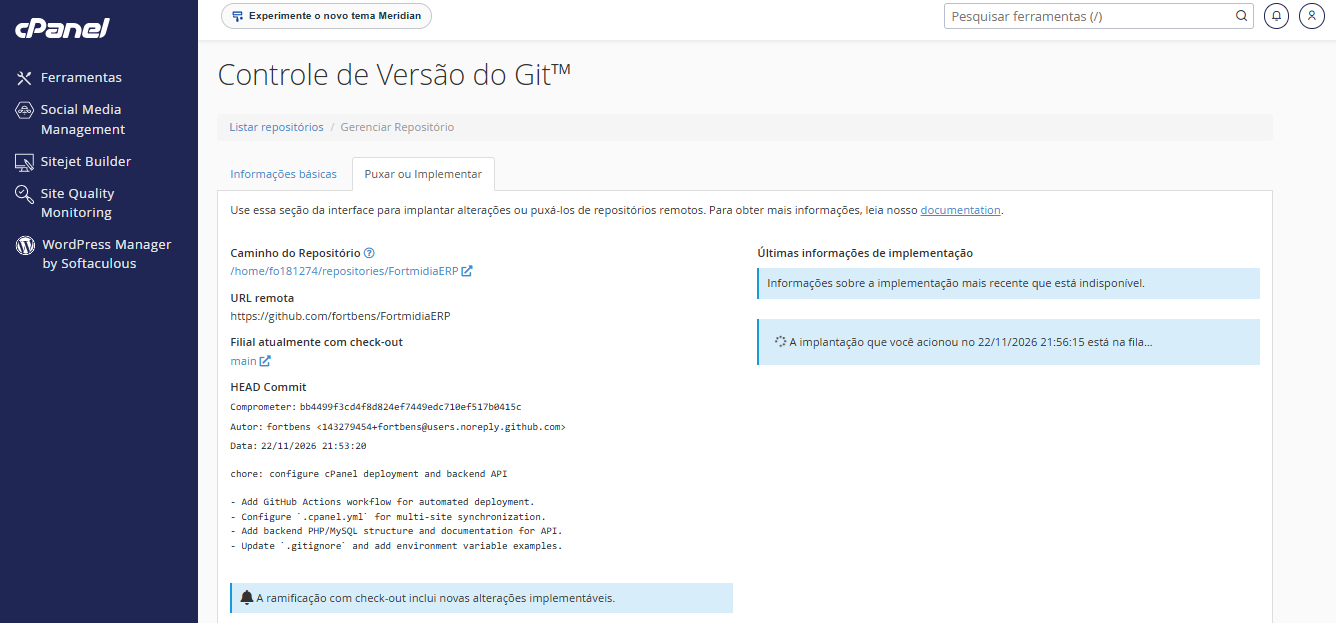 cPanel
Experimente o novo tema Meridian
Pesquisar ferramentas (/)
Ferramentas
Social Media
Management
Sitejet Builder
Site Quality
Monitoring
WordPress Manager
by Softaculous
Controle de Versão do Git™
Listar repositórios / Gerenciar Repositório
Informações básicas
Puxar ou Implementar
Use essa seção da interface para implantar alterações ou puxá-los de repositórios remotos. Para obter mais informações, leia nosso documentation.
Caminho do Repositório
/home/fo181274/repositories/FortmidiaERP
URL remota
https://github.com/fortbens/FortmidiaERP
Filial atualmente com check-out
main
HEAD Commit
Comprometer: bb4499f3cd4f8d824ef7449edc710ef517b0415c
Autor: fortbens <143279454+fortbens@users.noreply.github.com>
Data: 22/11/2026 21:53:20
chore: configure cPanel deployment and backend API
- Add GitHub Actions workflow for automated deployment.
- Configure `.cpanel.yml` for multi-site synchronization.
- Add backend PHP/MySQL structure and documentation for API.
- Update `.gitignore` and add environment variable examples.
A ramificação com check-out inclui novas alterações implementáveis.
Últimas informações de implementação
Informações sobre a implementação mais recente que está indisponível.
A implantação que você acionou no 22/11/2026 21:56:15 está na fila...